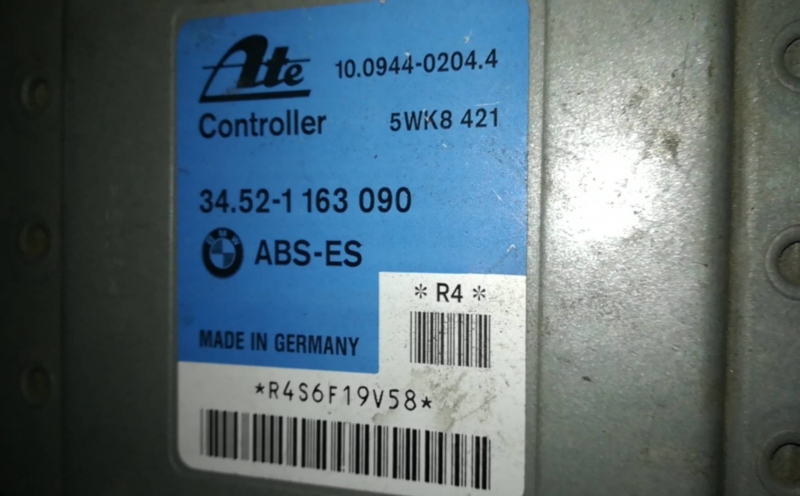 Ate 10.0944-0204.4
Controller 5WK8 421
34.52-1 163 090
BMW ABS-ES
* R4 *
MADE IN GERMANY
*R4S6F19V58*